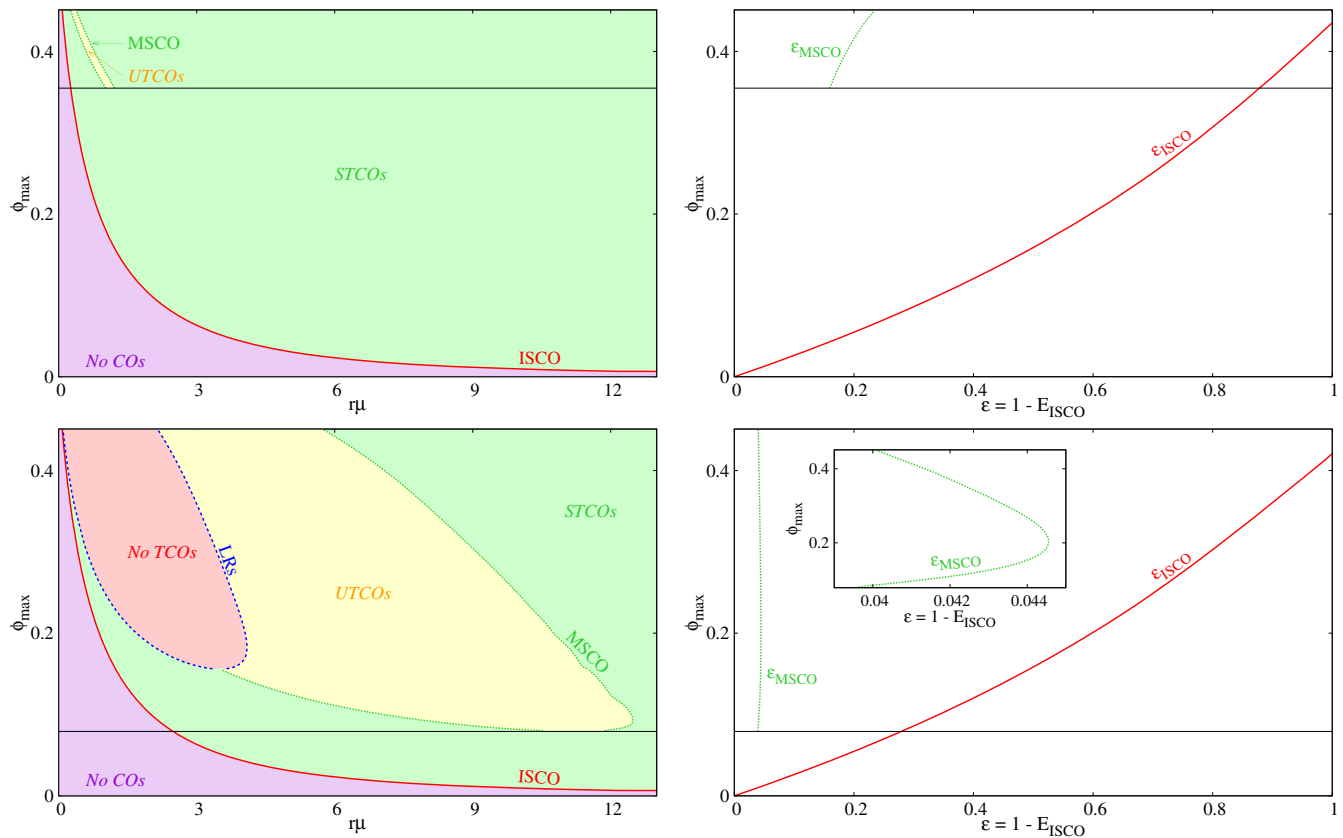 0.4
MSCO
UTCOs
STCOs
ϕmax
0.2
No COs
ISCO
0
0
3
6
9
12
rμ
0.4
εMSCO
εISCO
ϕmax
0.2
0
0
0.2
0.4
0.6
0.8
1
ε = 1 - EISCO
0.4
STCOs
No TCOs
LRs
UTCOs
ϕmax
0.2
MSCO
No COs
ISCO
0
0
3
6
9
12
rμ
0.4
0.4
ϕmax
0.2
εMSCO
0.04
0.042
0.044
ε = 1 - EISCO
εISCO
ϕmax
0.2
εMSCO
0
0
0.2
0.4
0.6
0.8
1
ε = 1 - EISCO